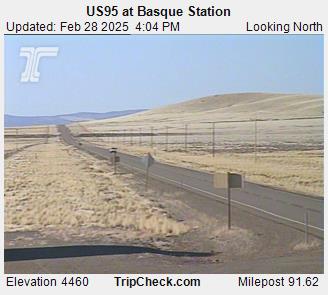 US95 at Basque Station
Updated: Feb 28 2025 4:04 PM Looking North
Elevation 4460 TripCheck.com Milepost 91.62